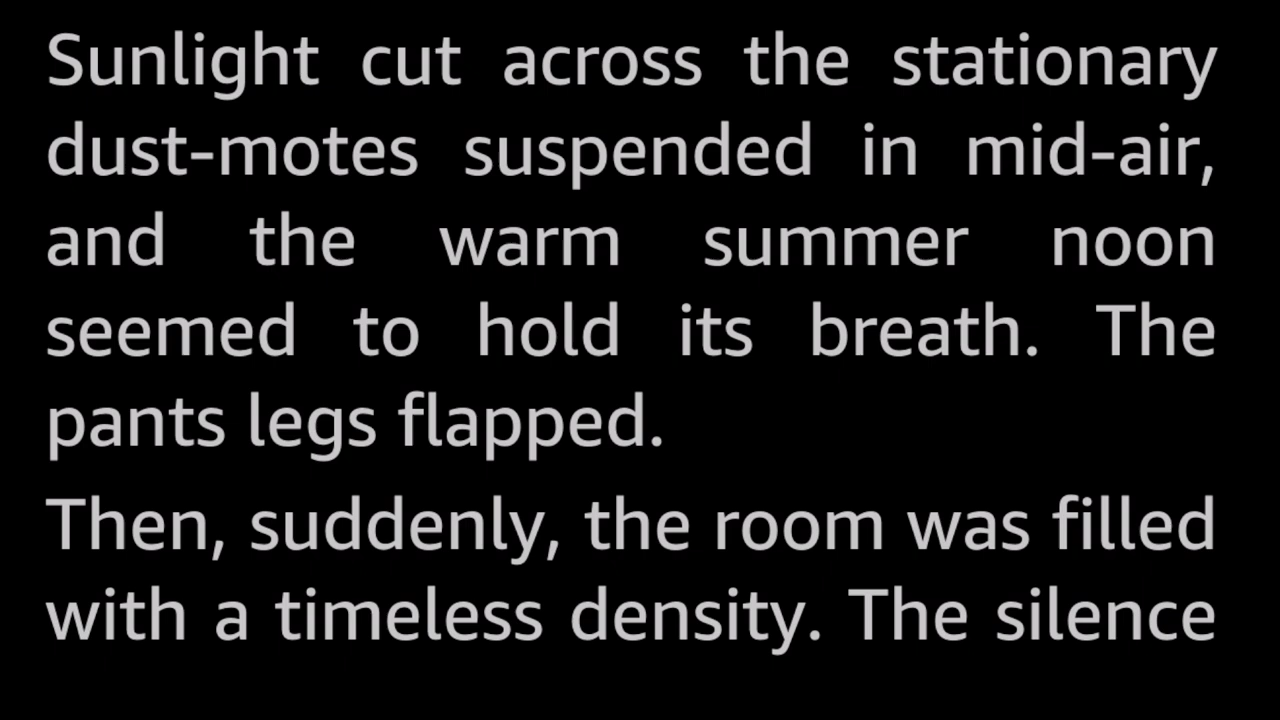 Sunlight cut across the stationary
dust-motes suspended in mid-air,
and the warm summer noon
seemed to hold its breath. The
pants legs flapped.
Then, suddenly, the room was filled
with a timeless density. The silence